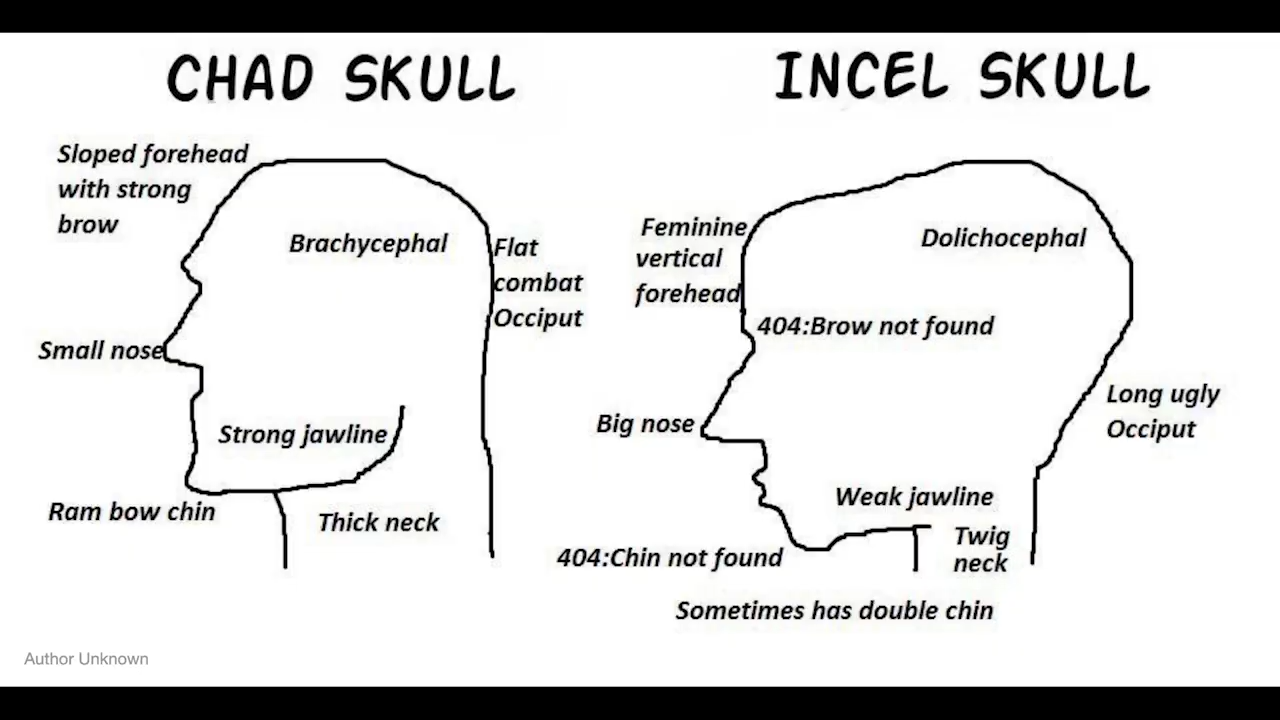 CHAD SKULL
Sloped forehead
with strong
brow
Brachycephal
Flat
combat
Occiput
Small nose
Strong jawline
Ram bow chin
Thick neck
INCEL SKULL
Feminine
vertical
forehead
Dolichocephal
404:Brow not found
Big nose
Long ugly
Occiput
Weak jawline
Twig
neck
404:Chin not found
Sometimes has double chin
Author Unknown